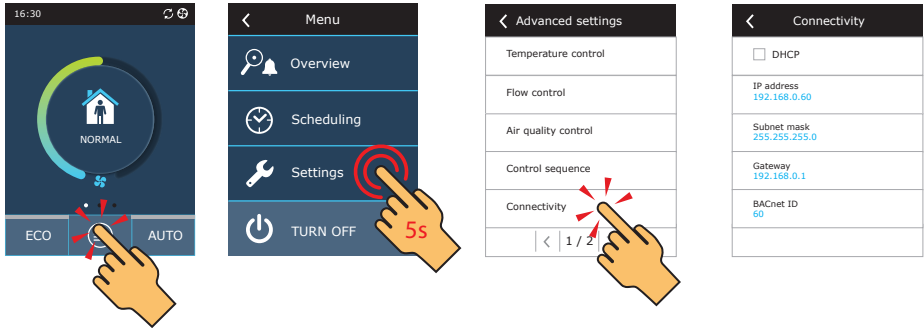 16:30
NORMAL
ECO
AUTO
Menu
Overview
Scheduling
Settings
5s
TURN OFF
Advanced settings
Temperature control
Flow control
Air quality control
Control sequence
Connectivity
1 / 2
Connectivity
DHCP
IP address
192.168.0.60
Subnet mask
255.255.255.0
Gateway
192.168.0.1
BACnet ID
60